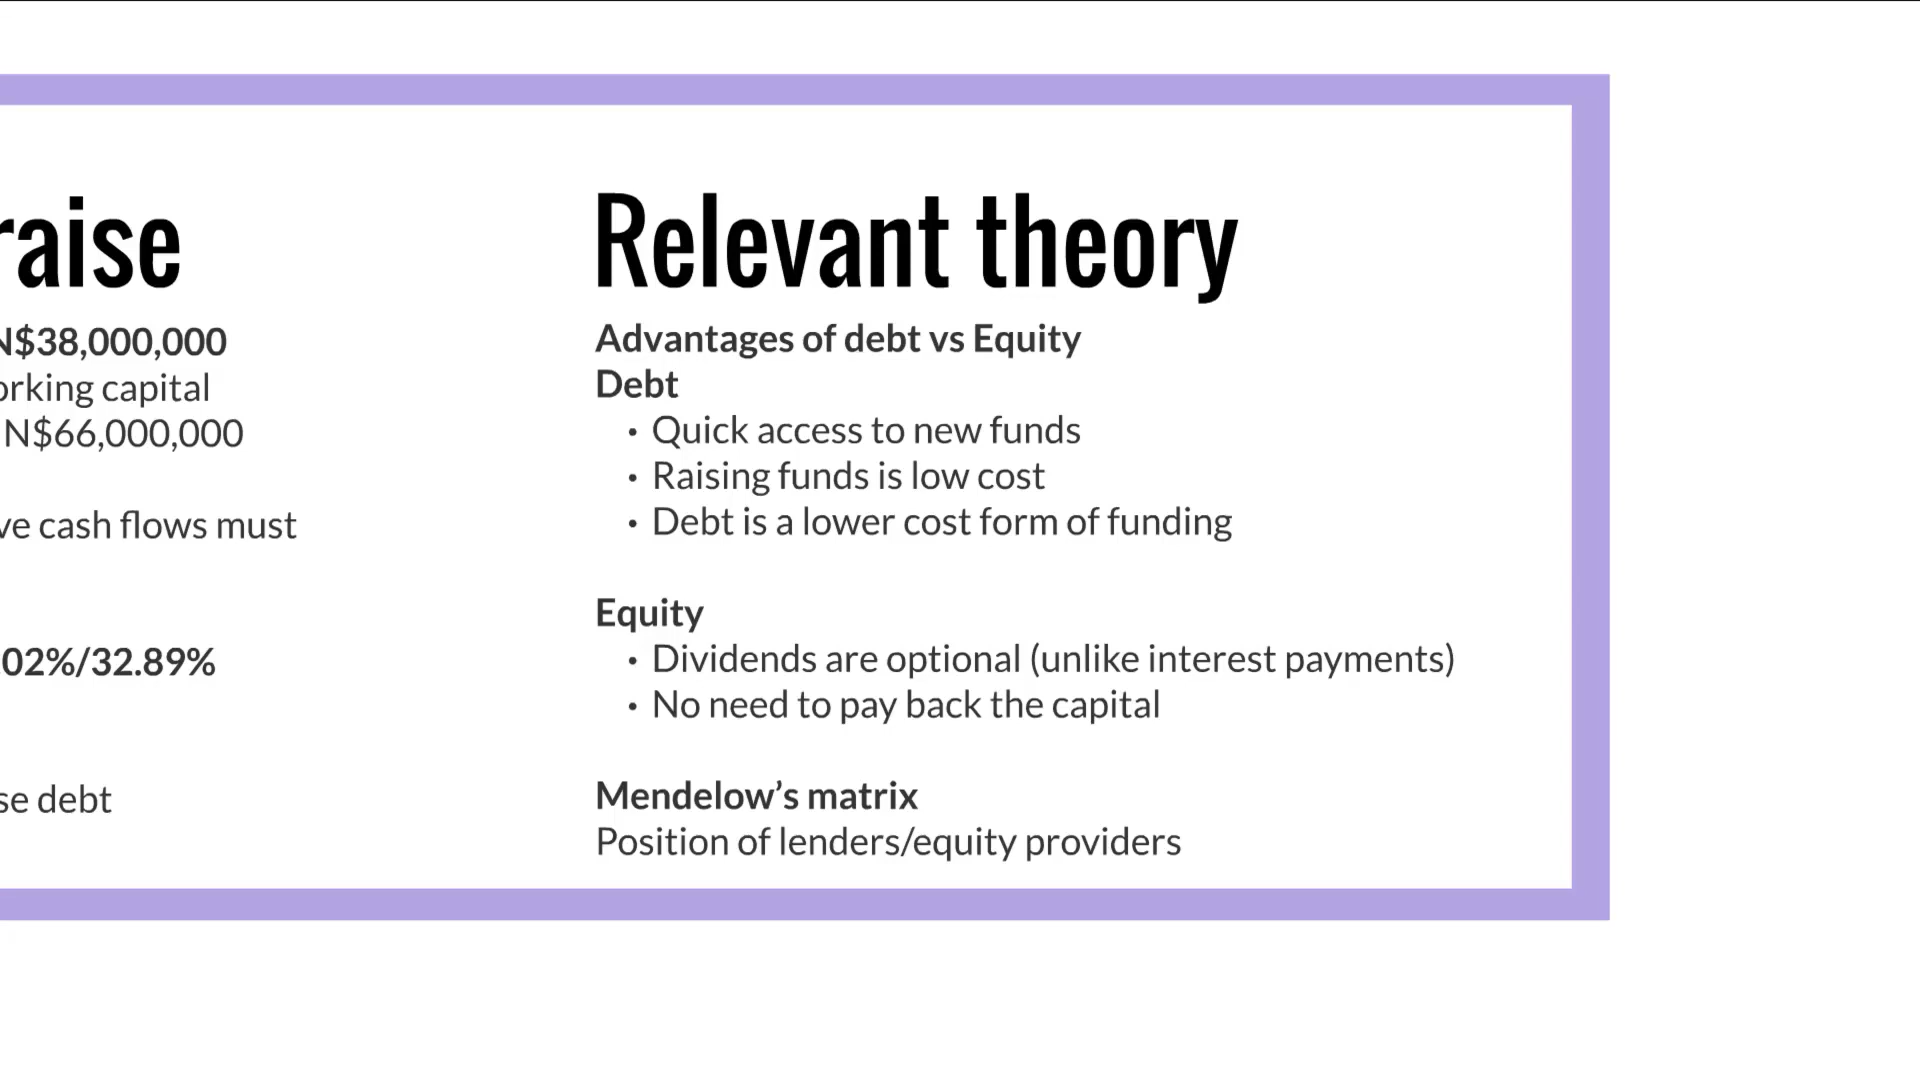 raise
N$38,000,000
orking capital
N$66,000,000
ve cash flows must
02%/32.89%
se debt
Relevant theory
Advantages of debt vs Equity
Debt
• Quick access to new funds
• Raising funds is low cost
• Debt is a lower cost form of funding
Equity
• Dividends are optional (unlike interest payments)
• No need to pay back the capital
Mendelow’s matrix
Position of lenders/equity providers